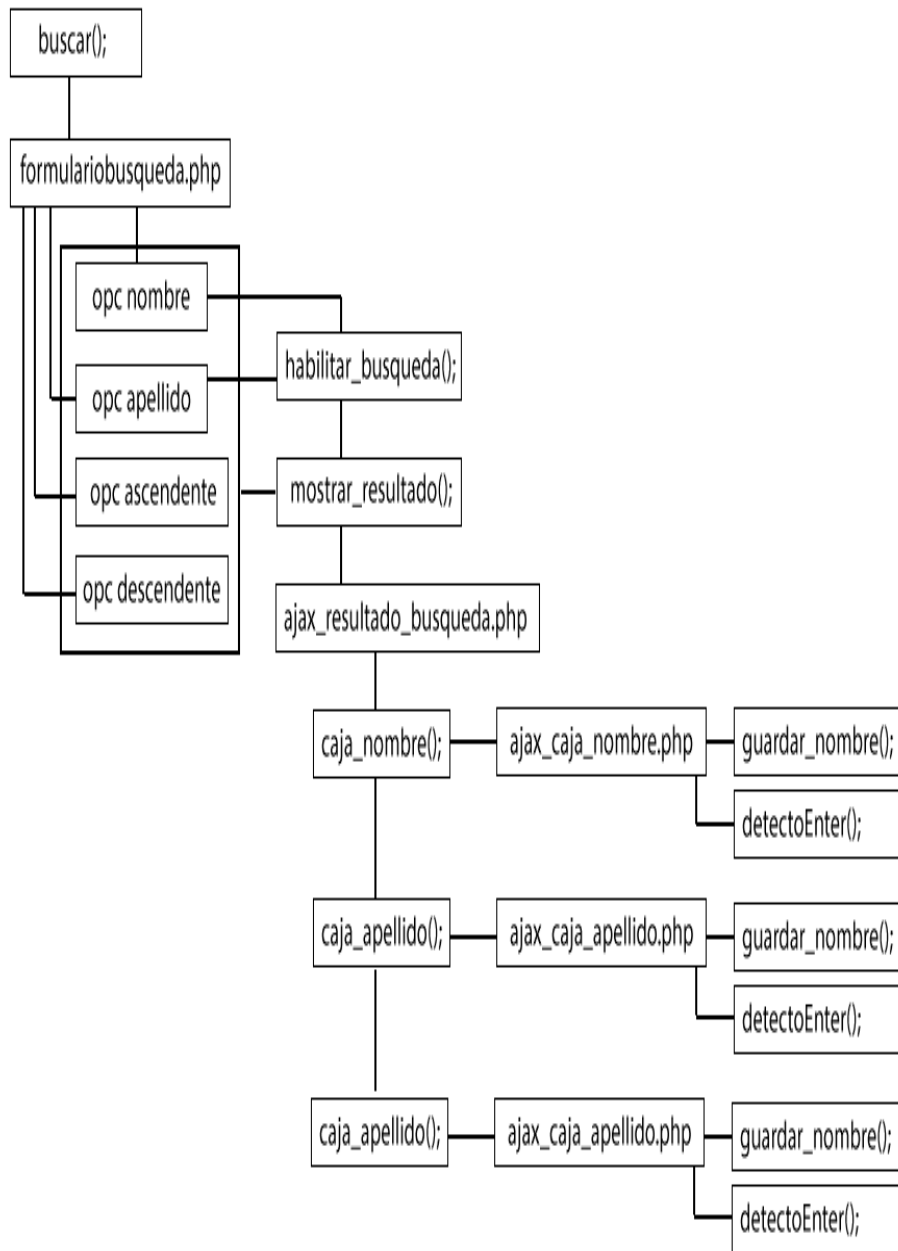 buscar();
formulariobusqueda.php
opc nombre
habilitar_busqueda();
opc apellido
opc ascendente
mostrar_resultado();
opc descendente
ajax_resultado_busqueda.php
caja_nombre();
ajax_caja_nombre.php
guardar_nombre();
detectoEnter();
caja_apellido();
ajax_caja_apellido.php
guardar_nombre();
detectoEnter();
caja_apellido();
ajax_caja_apellido.php
guardar_nombre();
detectoEnter();